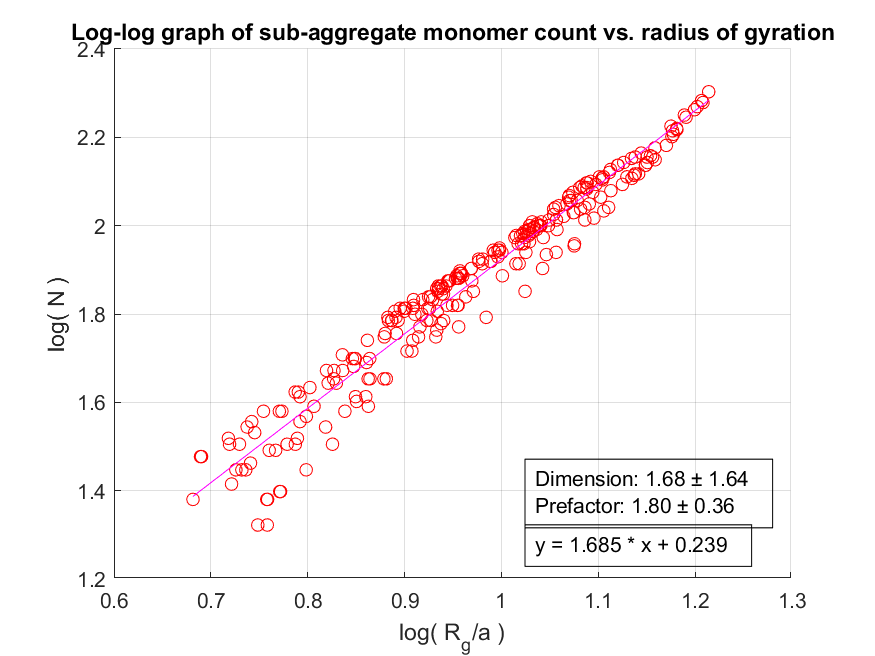 Log-log graph of sub-aggregate monomer count vs. radius of gyration
2.4
2.2
2
1.8
1.6
1.4
1.2
log( N )
Dimension: 1.68 ± 1.64
Prefactor: 1.80 ± 0.36
y = 1.685 * x + 0.239
0.6 0.7 0.8 0.9 1 1.1 1.2 1.3
log( R_g/a )